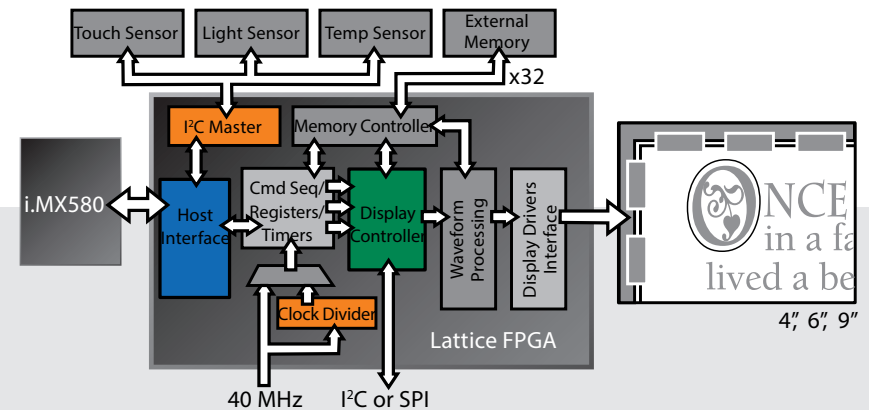 Touch Sensor
Light Sensor
Temp Sensor
External
Memory
x32
I²C Master
Memory Controller
i.MX580
Host
Interface
Cmd Seq/
Registers/
Timers
Display
Controller
Waveform
Processing
Display Drivers
Interface
Clock Divider
Lattice FPGA
40 MHz
I²C or SPI
ONCE
in a fa
lived a be
4”, 6”, 9”